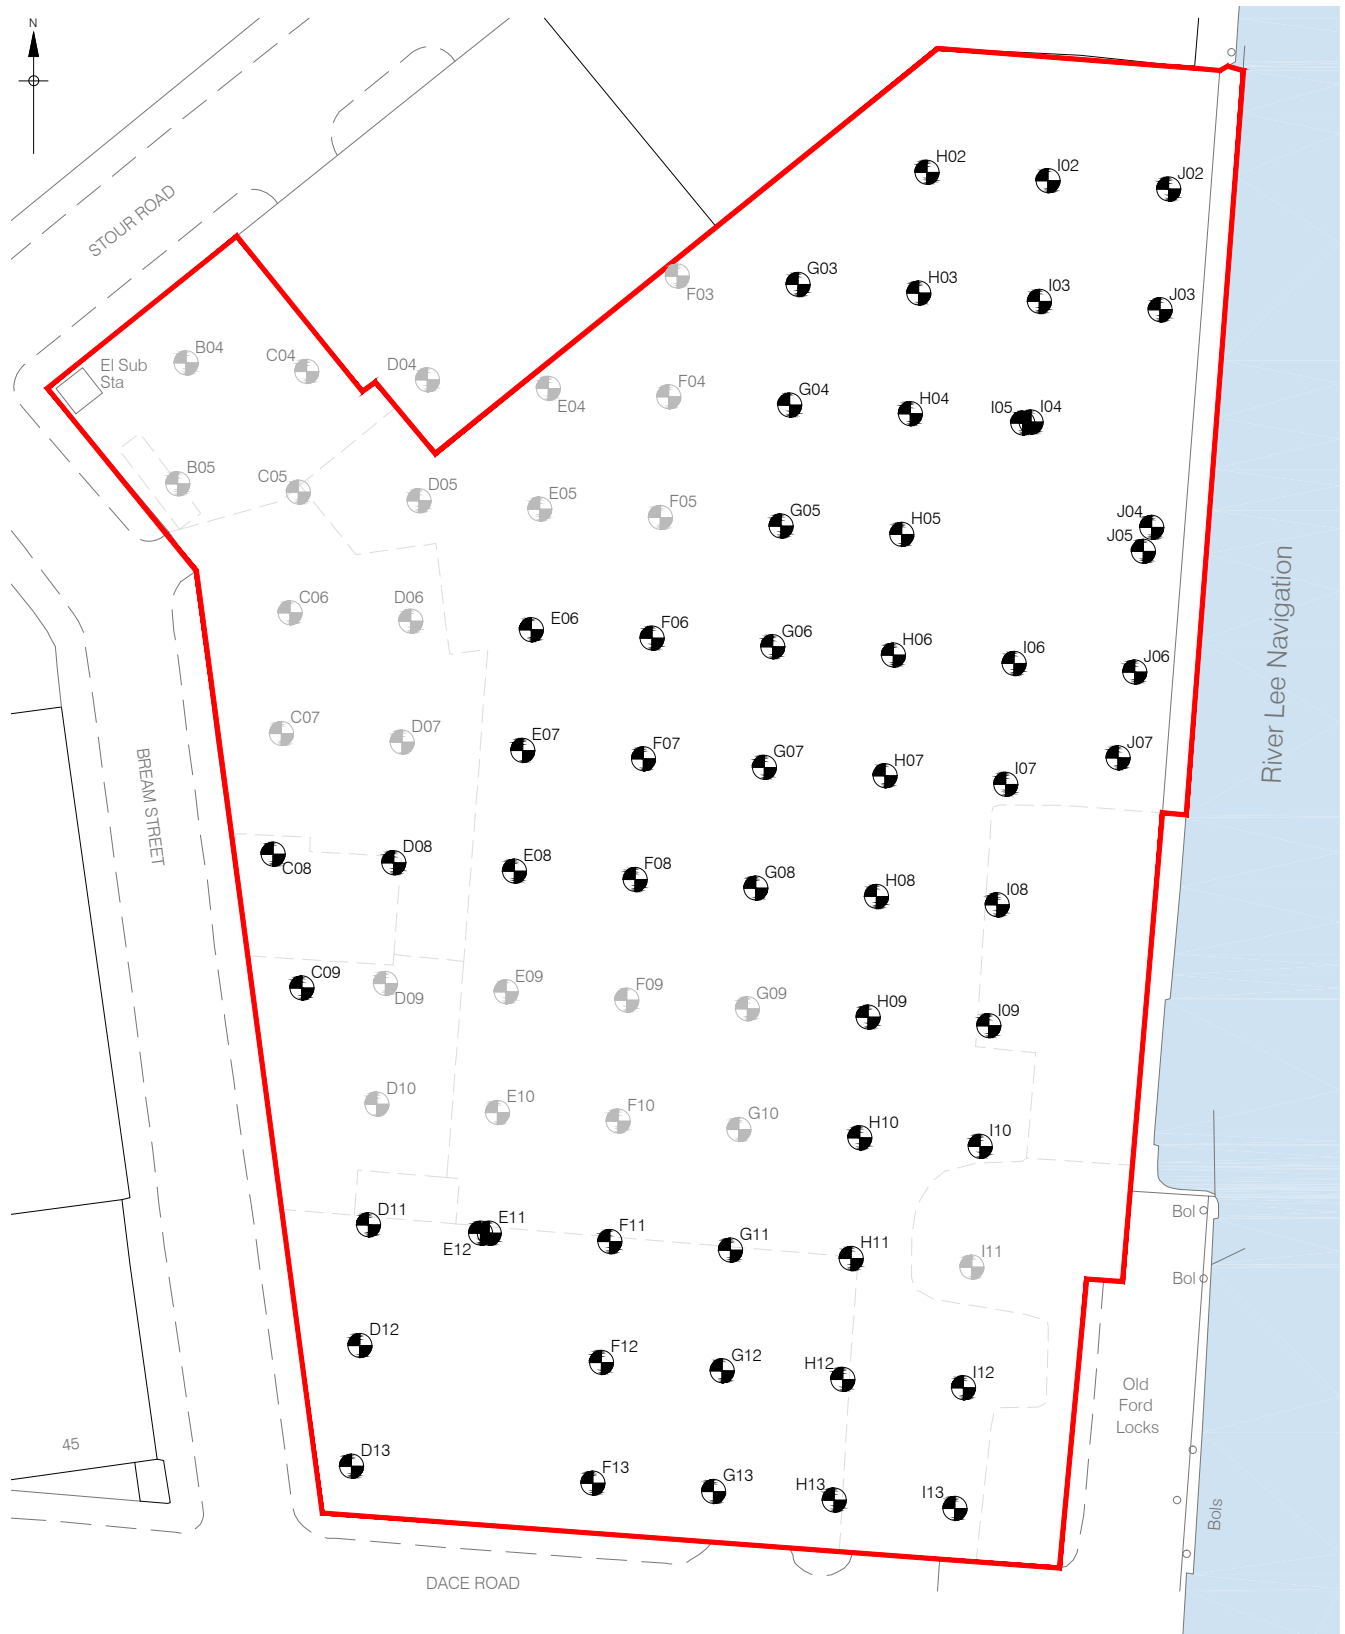 N
STOUR ROAD
H02
I02
J02
F03
G03
H03
I03
J03
B04
C04
D04
E04
F04
G04
H04
I05
I04
El Sub
Sta
B05
C05
D05
E05
F05
G05
H05
J04
J05
River Lee Navigation
C06
D06
E06
F06
G06
H06
I06
J06
C07
D07
E07
F07
G07
H07
I07
J07
BREAM STREET
C08
D08
E08
F08
G08
H08
I08
C09
D09
E09
F09
G09
H09
I09
D10
E10
F10
G10
H10
I10
D11
E11
E12
F11
G11
H11
I11
Bol
Bol
D12
F12
G12
H12
I12
Old
Ford
Locks
45
D13
F13
G13
H13
I13
Bols
DACE ROAD